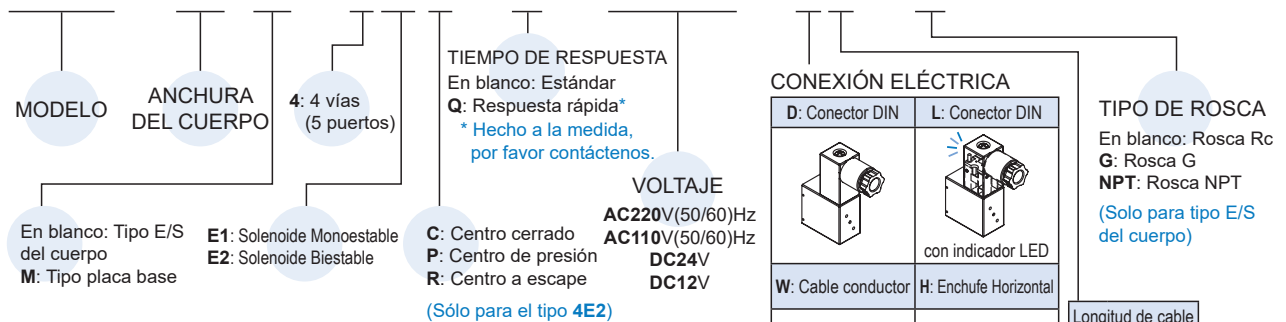 MODELO
ANCHURA
DEL CUERPO
4: 4 vías
(5 puertos)
TIEMPO DE RESPUESTA
En blanco: Estándar
Q: Respuesta rápida*
* Hecho a la medida,
por favor contáctenos.
En blanco: Tipo E/S
del cuerpo
M: Tipo placa base
E1: Solenoide Monoestable
E2: Solenoide Biestable
C: Centro cerrado
P: Centro de presión
R: Centro a escape
(Sólo para el tipo 4E2)
VOLTAJE
AC220V(50/60)Hz
AC110V(50/60)Hz
DC24V
DC12V
CONEXIÓN ELÉCTRICA
D: Conector DIN
L: Conector DIN
con indicador LED
W: Cable conductor
H: Enchufe Horizontal
Longitud de cable
TIPO DE ROSCA
En blanco: Rosca Rc
G: Rosca G
NPT: Rosca NPT
(Solo para tipo E/S
del cuerpo)